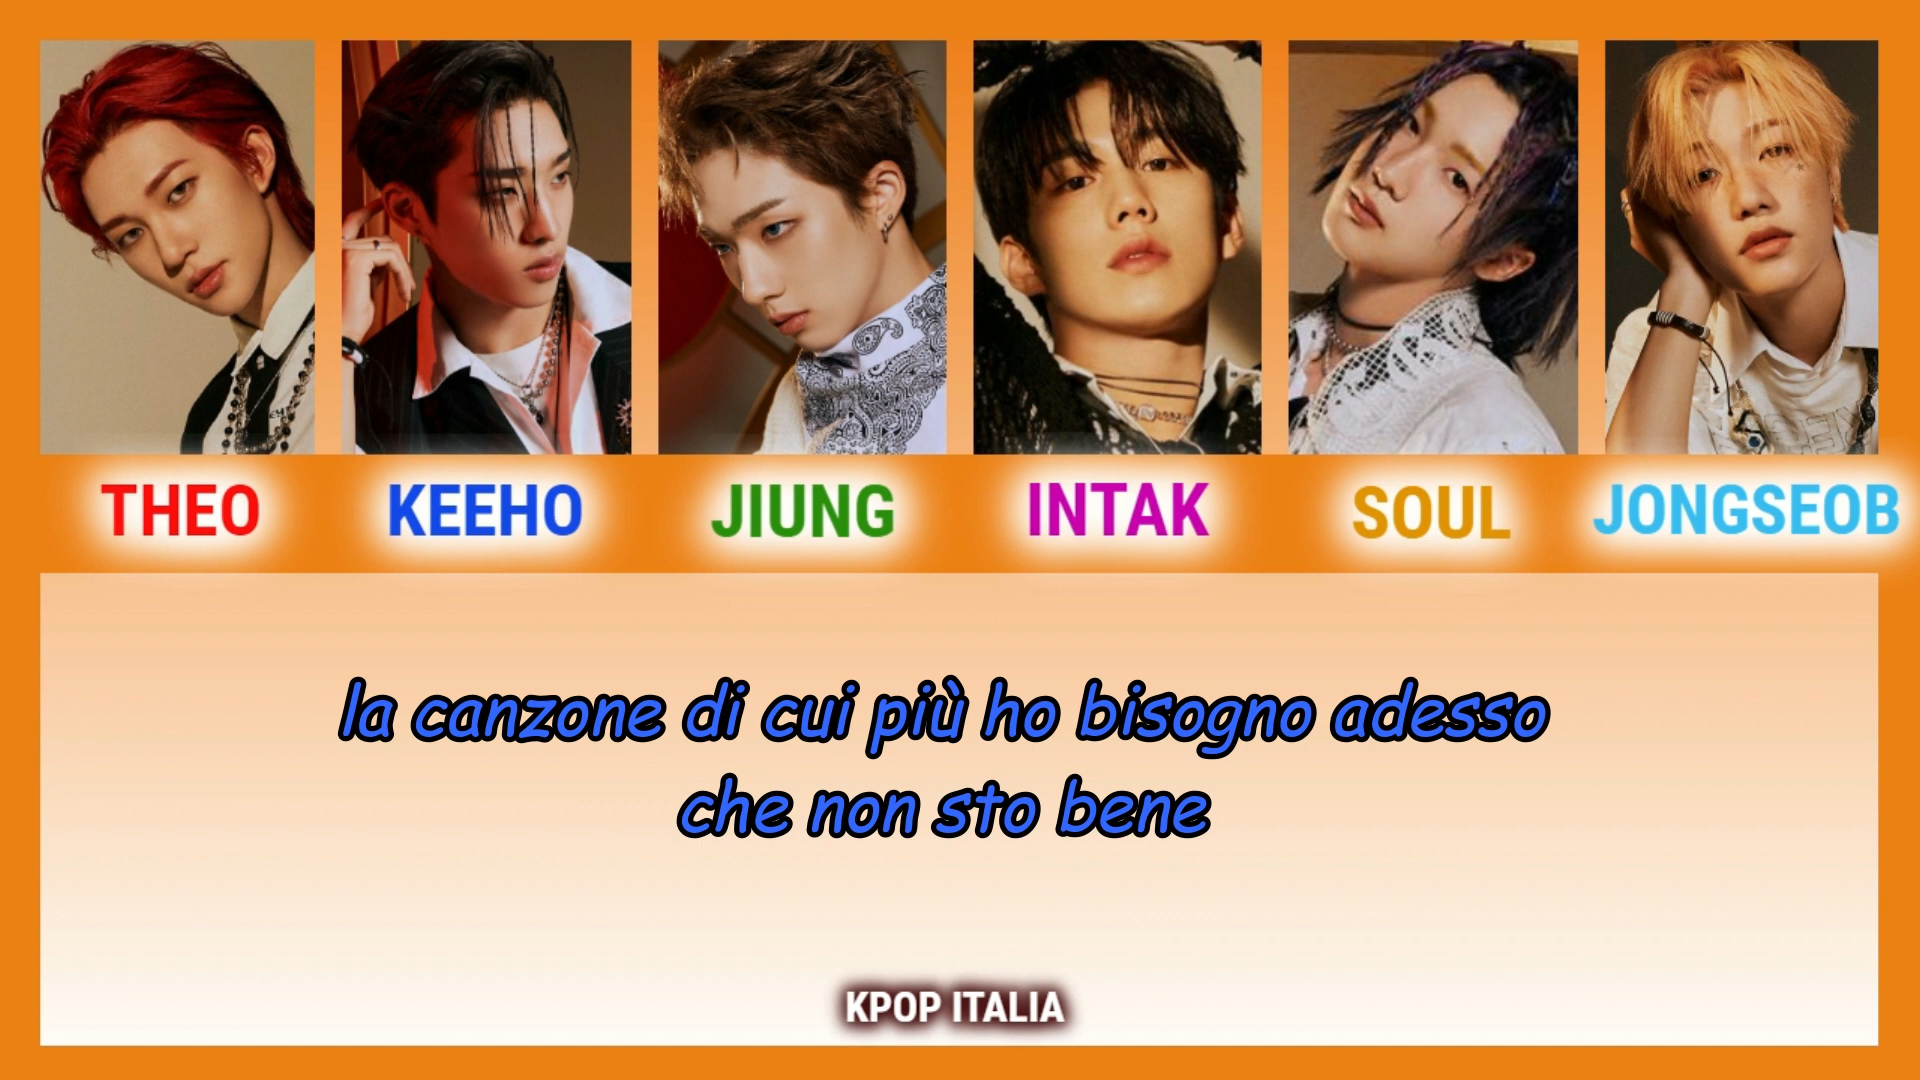 THEO KEEHO JIUNG INTAK SOUL JONGSEOB
la canzone di cui più ho bisogno adesso
che non sto bene
KPOP ITALIA